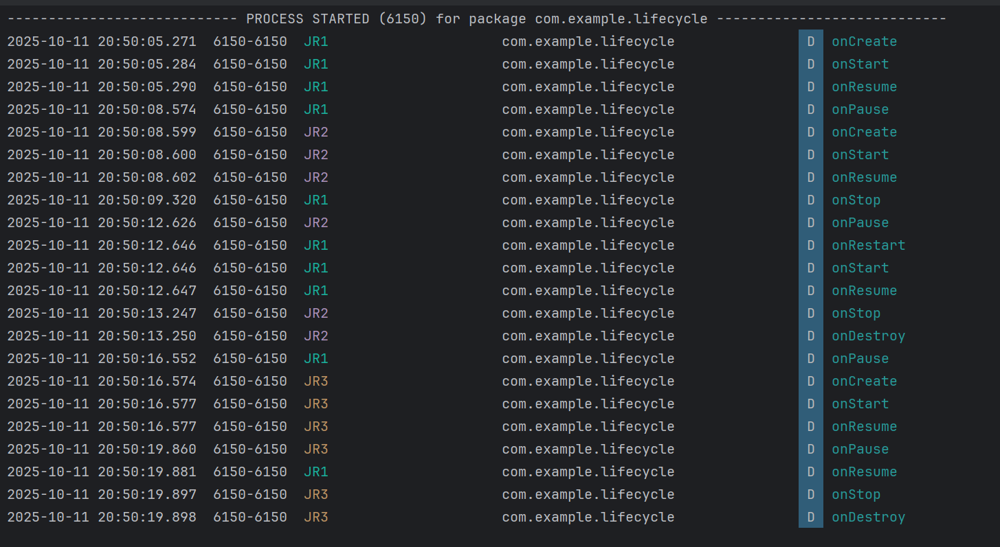 ---------------------------- PROCESS STARTED (6150) for package com.example.lifecycle ----------------------------
2025-10-11 20:50:05.271  6150-6150  JR1                     com.example.lifecycle               D  onCreate
2025-10-11 20:50:05.284  6150-6150  JR1                     com.example.lifecycle               D  onStart
2025-10-11 20:50:05.290  6150-6150  JR1                     com.example.lifecycle               D  onResume
2025-10-11 20:50:08.574  6150-6150  JR1                     com.example.lifecycle               D  onPause
2025-10-11 20:50:08.599  6150-6150  JR2                     com.example.lifecycle               D  onCreate
2025-10-11 20:50:08.600  6150-6150  JR2                     com.example.lifecycle               D  onStart
2025-10-11 20:50:08.602  6150-6150  JR2                     com.example.lifecycle               D  onResume
2025-10-11 20:50:09.320  6150-6150  JR1                     com.example.lifecycle               D  onStop
2025-10-11 20:50:12.626  6150-6150  JR2                     com.example.lifecycle               D  onPause
2025-10-11 20:50:12.646  6150-6150  JR1                     com.example.lifecycle               D  onRestart
2025-10-11 20:50:12.646  6150-6150  JR1                     com.example.lifecycle               D  onStart
2025-10-11 20:50:12.647  6150-6150  JR1                     com.example.lifecycle               D  onResume
2025-10-11 20:50:13.247  6150-6150  JR2                     com.example.lifecycle               D  onStop
2025-10-11 20:50:13.250  6150-6150  JR2                     com.example.lifecycle               D  onDestroy
2025-10-11 20:50:16.552  6150-6150  JR1                     com.example.lifecycle               D  onPause
2025-10-11 20:50:16.574  6150-6150  JR3                     com.example.lifecycle               D  onCreate
2025-10-11 20:50:16.577  6150-6150  JR3                     com.example.lifecycle               D  onStart
2025-10-11 20:50:16.577  6150-6150  JR3                     com.example.lifecycle               D  onResume
2025-10-11 20:50:19.860  6150-6150  JR3                     com.example.lifecycle               D  onPause
2025-10-11 20:50:19.881  6150-6150  JR1                     com.example.lifecycle               D  onResume
2025-10-11 20:50:19.897  6150-6150  JR3                     com.example.lifecycle               D  onStop
2025-10-11 20:50:19.898  6150-6150  JR3                     com.example.lifecycle               D  onDestroy